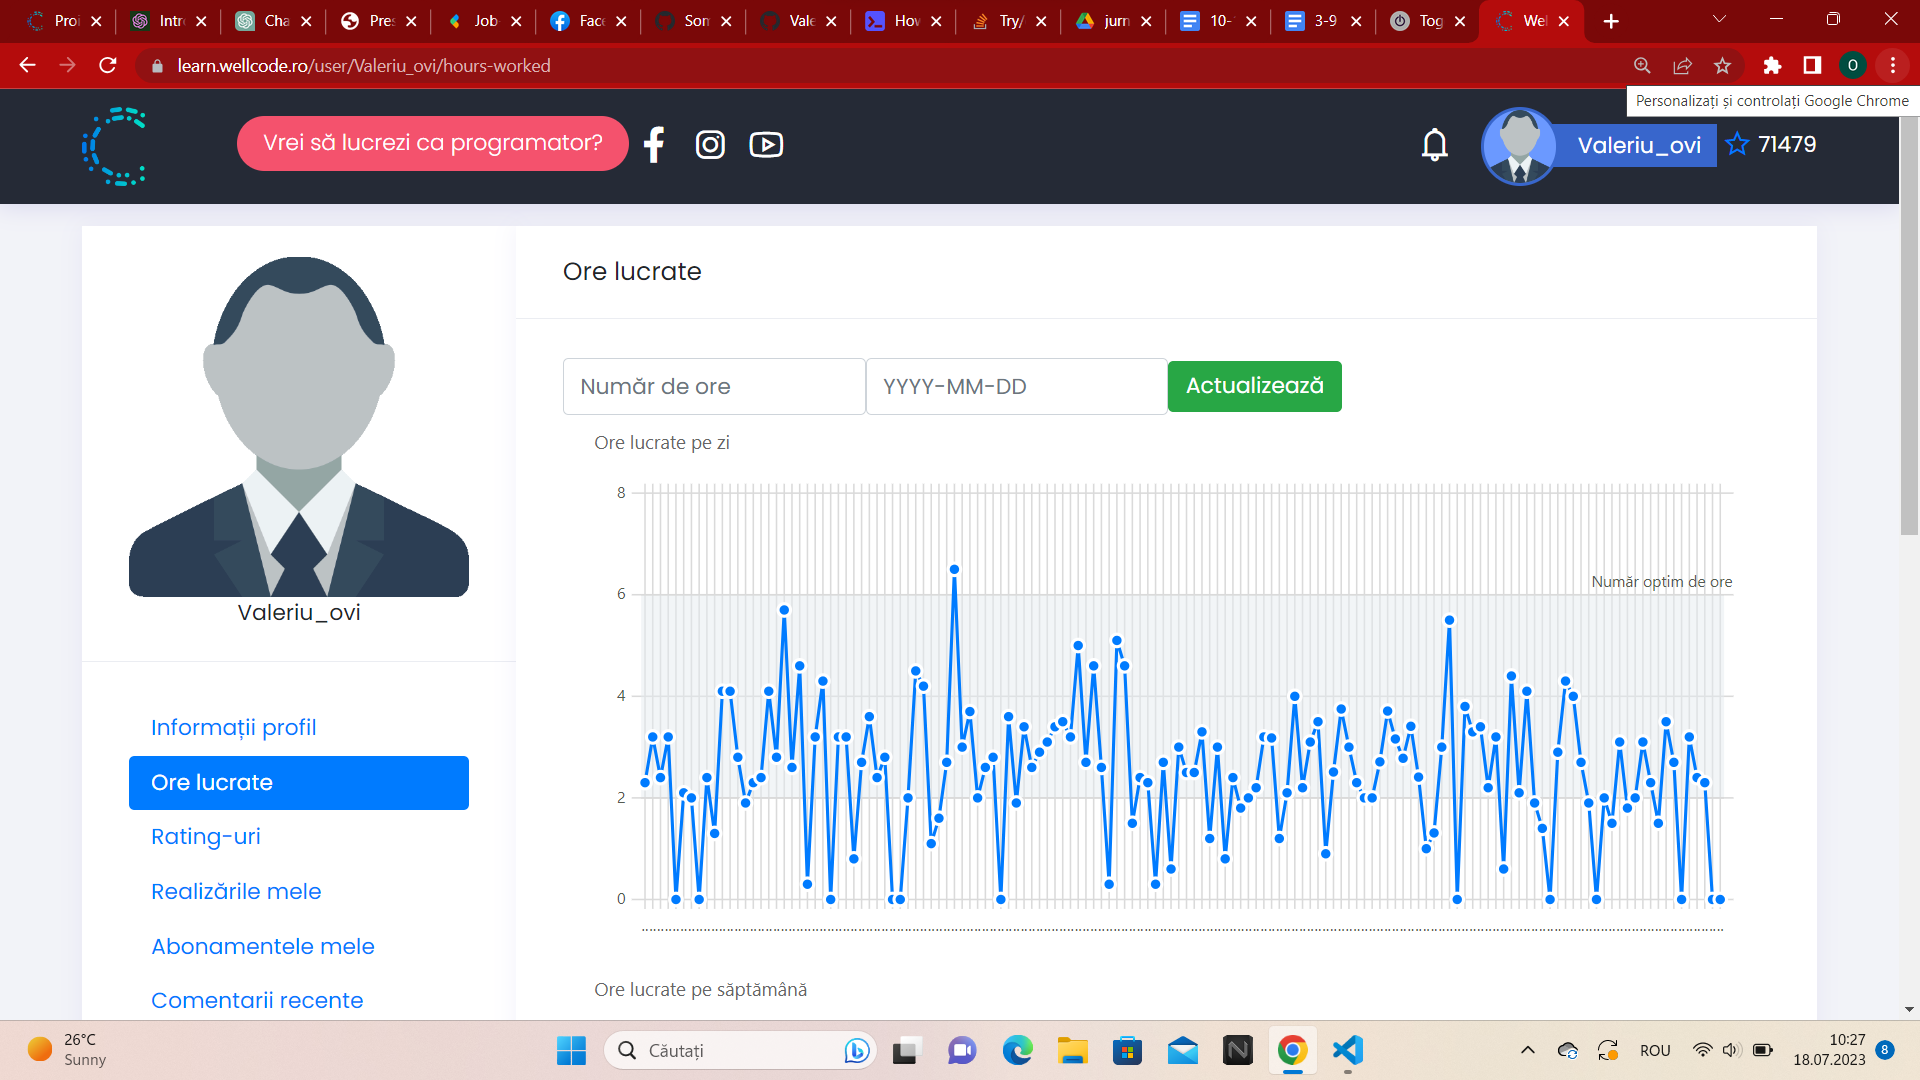 Proi
Intro
Cha
Pres
Job
Face
Som
Vale
How
Try/
jurn
10-
3-9
Tog
Wel
learn.wellcode.ro/user/Valeriu_ovi/hours-worked
O
Personalizați și controlați Google Chrome
Vrei să lucrezi ca programator?
Valeriu_ovi
71479
Valeriu_ovi
Informații profil
Ore lucrate
Rating-uri
Realizările mele
Abonamentele mele
Comentarii recente
Ore lucrate
Număr de ore
YYYY-MM-DD
Actualizează
Ore lucrate pe zi
8
Număr optim de ore
6
4
2
0
Ore lucrate pe săptămână
26°C
Sunny
Căutați
ROU
10:27
18.07.2023
8